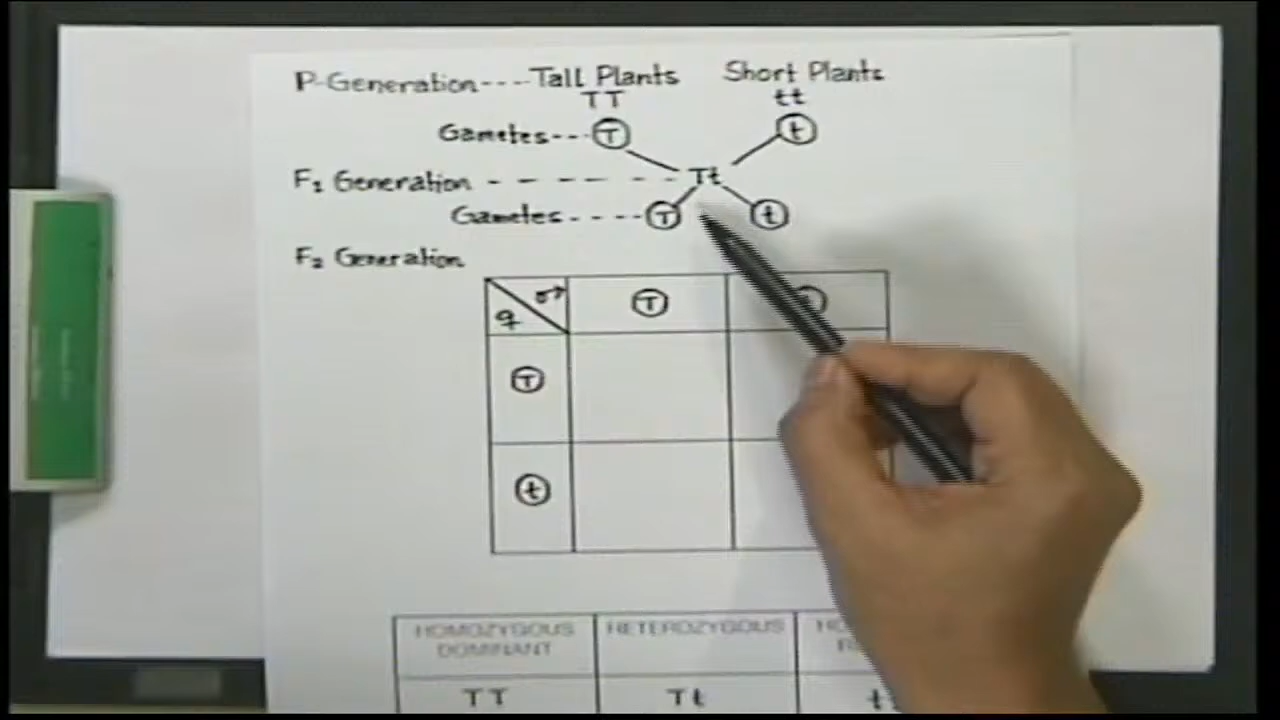 P-Generation---- Tall Plants Short Plants
TT tt
Gametes--- T t
F₁ Generation - - - - - - - Tt
Gametes---- T t
F₂ Generation
♂ T
♀
T
t
HOMOZYGOUS DOMINANT HETEROZYGOUS
TT Tt